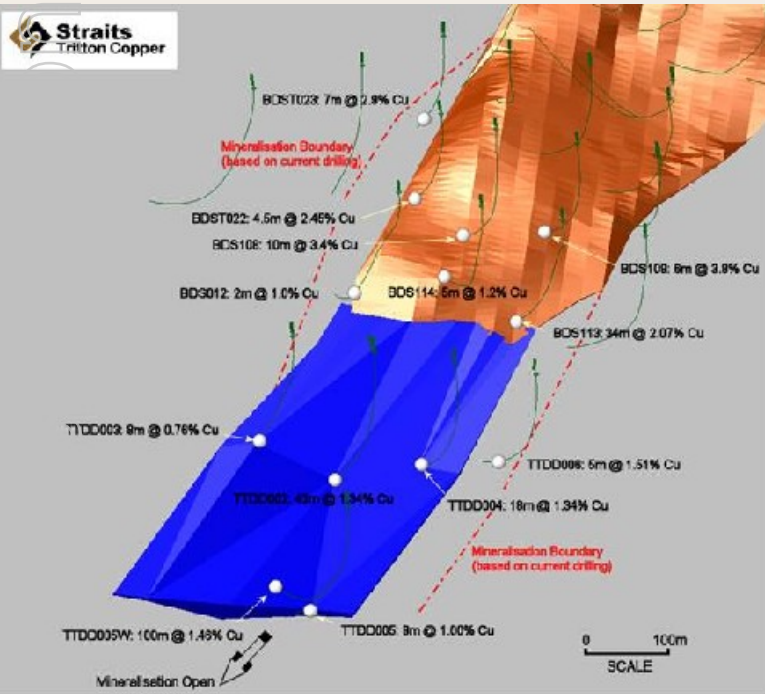 Straits
Tritton Copper
BDST023: 7m @ 2.9% Cu
Mineralisation Boundary
(based on current drilling)
BDST022: 4.5m @ 2.45% Cu
BDS108: 10m @ 3.4% Cu
BDS109: 6m @ 3.9% Cu
BDS012: 2m @ 1.0% Cu
BDS114: 5m @ 1.2% Cu
BDS113: 34m @ 2.07% Cu
TTDD003: 9m @ 0.76% Cu
TTDD006: 5m @ 1.51% Cu
@ 1.34% Cu
TTDD004: 18m @ 1.34% Cu
Mineralisation Boundary
(based on current drilling)
TTDD005W: 100m @ 1.46% Cu
TTDD005: 9m @ 1.00% Cu
Mineralisation Open
0 100m
SCALE